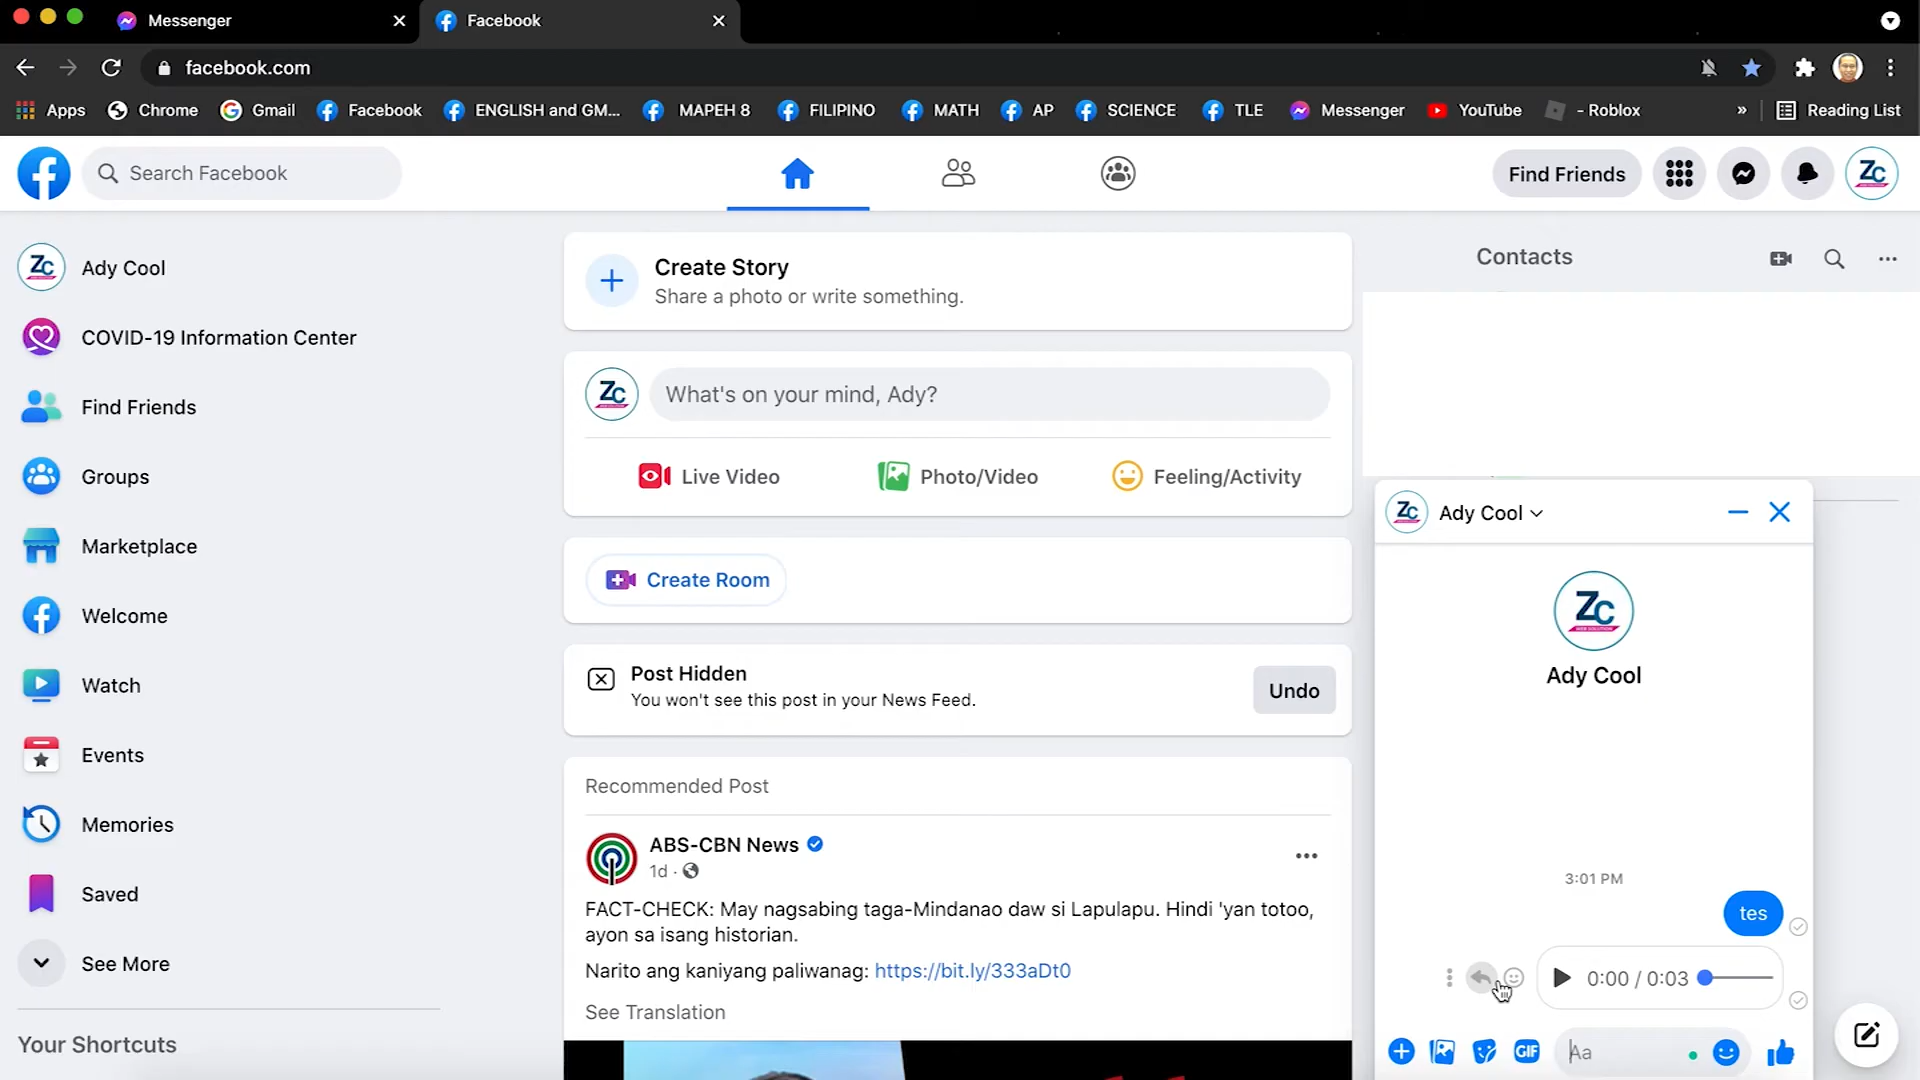 Messenger
Facebook
facebook.com
Apps Chrome Gmail Facebook ENGLISH and GM... MAPEH 8 FILIPINO MATH AP SCIENCE TLE Messenger YouTube - Roblox » Reading List
Search Facebook
Find Friends
ZC
Ady Cool
COVID-19 Information Center
Find Friends
Groups
Marketplace
Welcome
Watch
Events
Memories
Saved
See More
Your Shortcuts
Create Story
Share a photo or write something.
What's on your mind, Ady?
Live Video Photo/Video Feeling/Activity
Create Room
Post Hidden
You won't see this post in your News Feed.
Undo
Recommended Post
ABS-CBN News
1d ·
FACT-CHECK: May nagsabing taga-Mindanao daw si Lapulapu. Hindi 'yan totoo,
ayon sa isang historian.
Narito ang kaniyang paliwanag: https://bit.ly/333aDt0
See Translation
Contacts
Ady Cool
ZC
Ady Cool
3:01 PM
tes
0:00 / 0:03
GIF
Aa